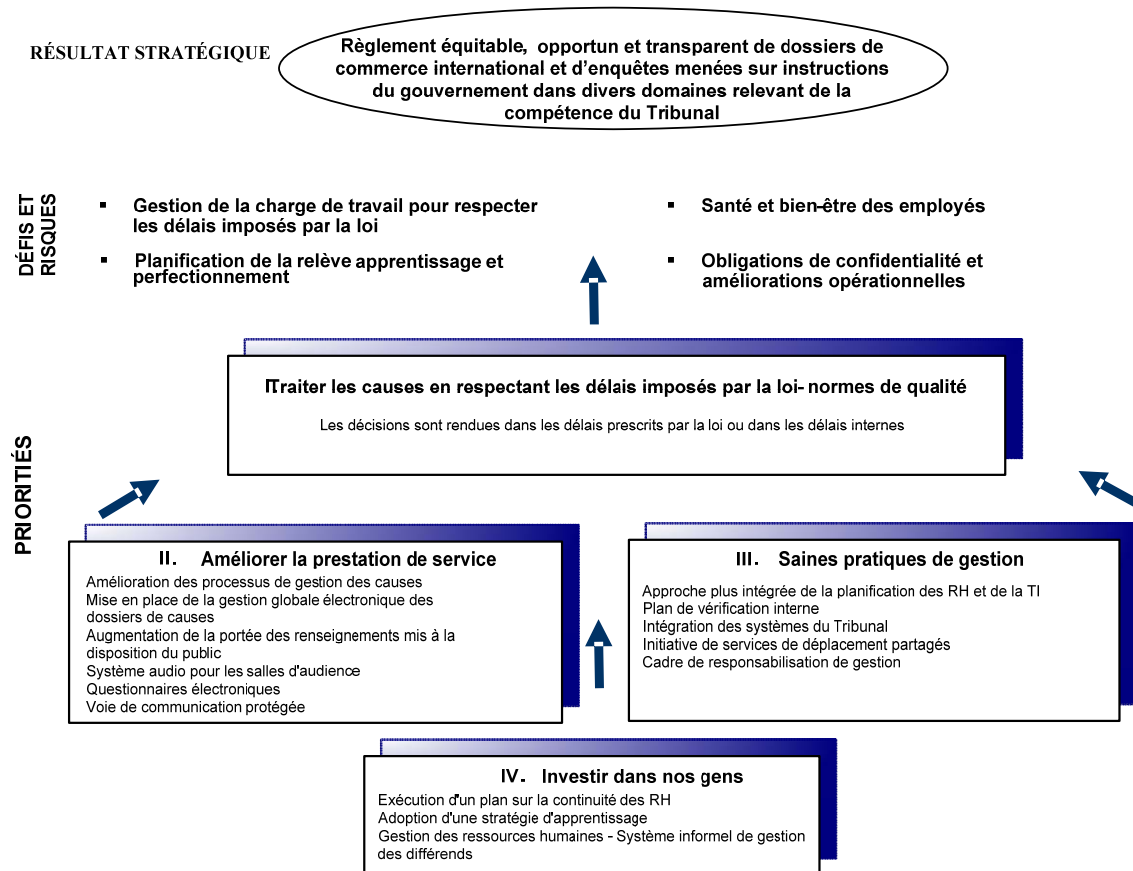 RÉSULTAT STRATÉGIQUE
Règlement équitable, opportun et transparent de dossiers de
commerce international et d'enquêtes menées sur instructions
du gouvernement dans divers domaines relevant de la
compétence du Tribunal
DÉFIS ET
RISQUES
▪ Gestion de la charge de travail pour respecter
les délais imposés par la loi
▪ Planification de la relève apprentissage et
perfectionnement
▪ Santé et bien-être des employés
▪ Obligations de confidentialité et
améliorations opérationnelles
PRIORITIÉS
ITraiter les causes en respectant les délais imposés par la loi- normes de qualité
Les décisions sont rendues dans les délais prescrits par la loi ou dans les délais internes
II. Améliorer la prestation de service
Amélioration des processus de gestion des causes
Mise en place de la gestion globale électronique des
dossiers de causes
Augmentation de la portée des renseignements mis à la
disposition du public
Système audio pour les salles d'audience
Questionnaires électroniques
Voie de communication protégée
III. Saines pratiques de gestion
Approche plus intégrée de la planification des RH et de la TI
Plan de vérification interne
Intégration des systèmes du Tribunal
Initiative de services de déplacement partagés
Cadre de responsabilisation de gestion
IV. Investir dans nos gens
Exécution d'un plan sur la continuité des RH
Adoption d'une stratégie d'apprentissage
Gestion des ressources humaines - Système informel de gestion
des différends